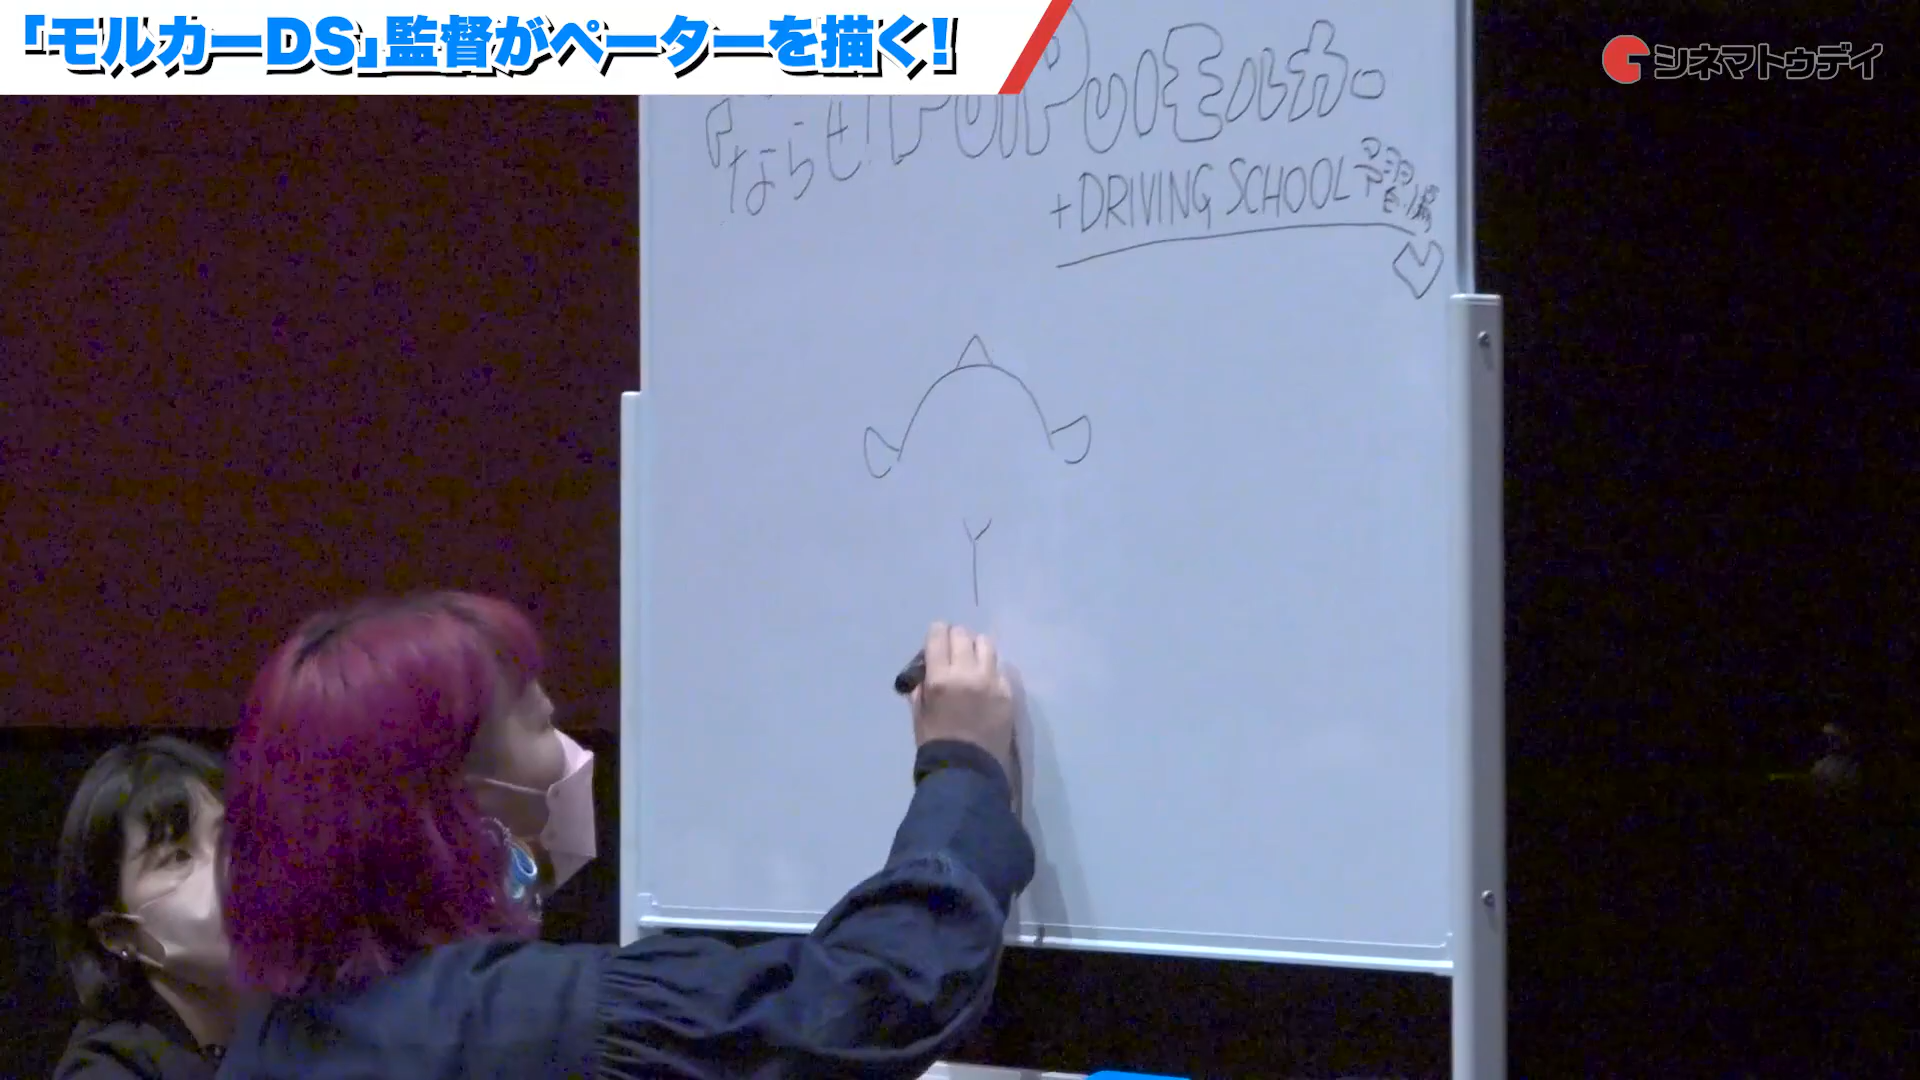 「モルカーDS」監督がペーターを描く!
シネマトゥデイ
ならせ! PUIPUIモルカー
+DRIVING SCHOOL